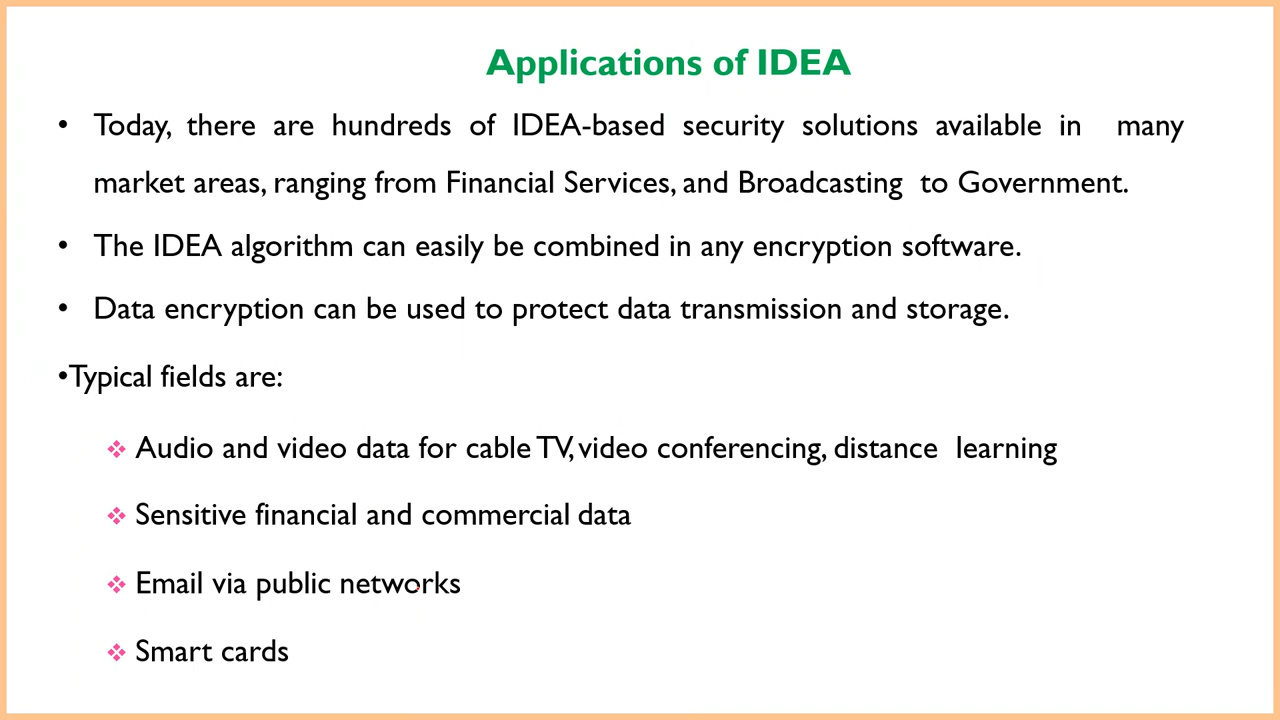 Applications of IDEA
• Today, there are hundreds of IDEA-based security solutions available in many
market areas, ranging from Financial Services, and Broadcasting to Government.
• The IDEA algorithm can easily be combined in any encryption software.
• Data encryption can be used to protect data transmission and storage.
•Typical fields are:
❖ Audio and video data for cable TV, video conferencing, distance learning
❖ Sensitive financial and commercial data
❖ Email via public networks
❖ Smart cards